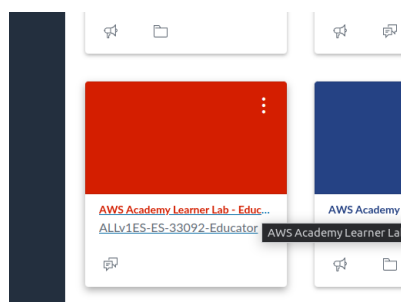 AWS Academy Learner Lab - Educ...
AWS Academy
ALLv1ES-ES-33092-Educator
AWS Academy Learner La